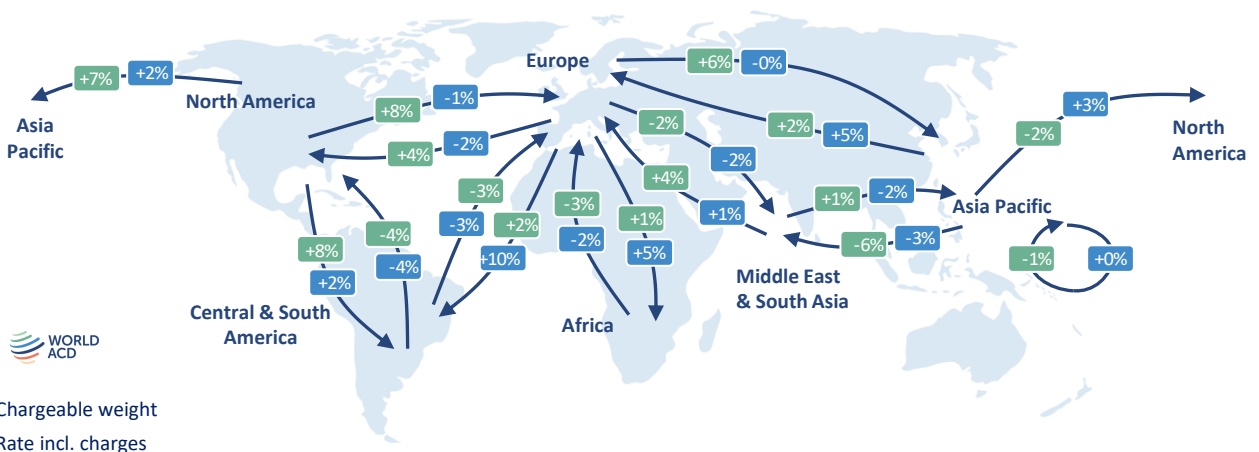 Europe
+6%
-0%
+7%
+2%
North America
Asia
Pacific
+8%
-1%
+4%
-2%
-2%
-2%
+2%
+5%
+3%
-2%
North
America
+4%
+1%
+1%
-2%
Asia Pacific
-6%
-3%
-1%
+0%
-3%
-3%
+2%
+10%
-3%
-2%
+1%
+5%
-4%
-4%
+8%
+2%
Middle East
& South Asia
Central & South
America
Africa
WORLD
ACD
Chargeable weight
Rate incl. charges